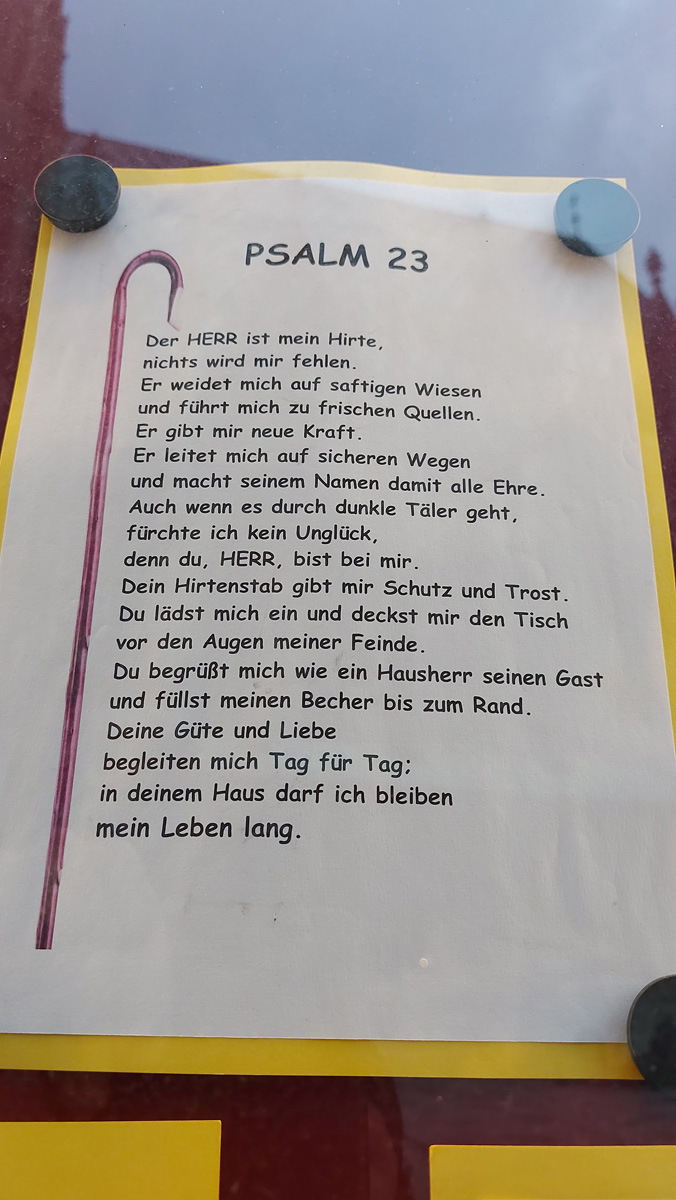 PSALM 23
Der HERR ist mein Hirte,
nichts wird mir fehlen.
Er weidet mich auf saftigen Wiesen
und führt mich zu frischen Quellen.
Er gibt mir neue Kraft.
Er leitet mich auf sicheren Wegen
und macht seinem Namen damit alle Ehre.
Auch wenn es durch dunkle Täler geht,
fürchte ich kein Unglück,
denn du, HERR, bist bei mir.
Dein Hirtenstab gibt mir Schutz und Trost.
Du lädst mich ein und deckst mir den Tisch
vor den Augen meiner Feinde.
Du begrüßt mich wie ein Hausherr seinen Gast
und füllst meinen Becher bis zum Rand.
Deine Güte und Liebe
begleiten mich Tag für Tag;
in deinem Haus darf ich bleiben
mein Leben lang.